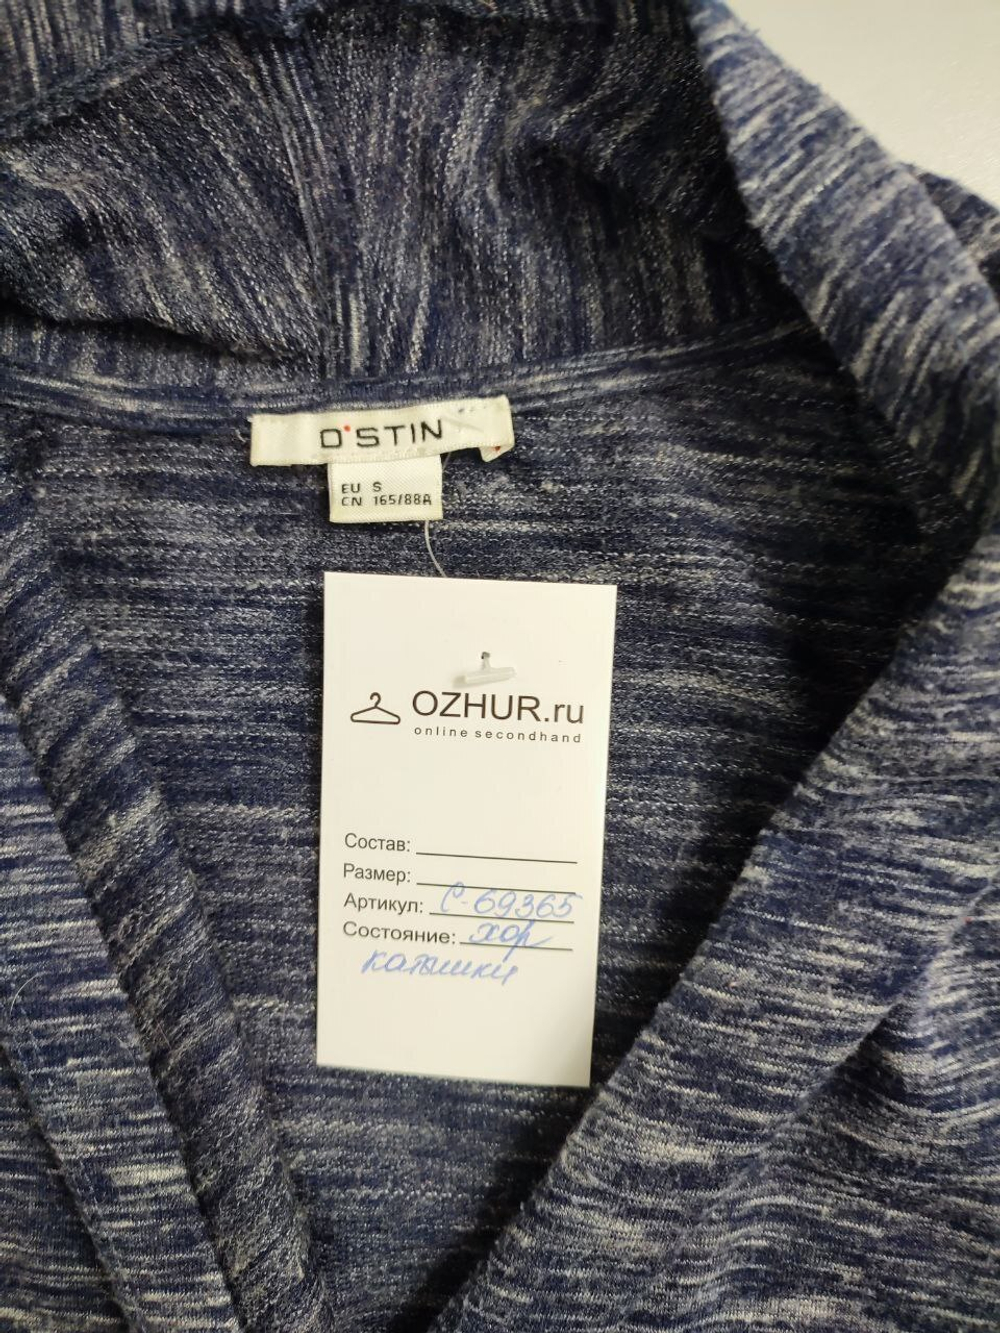 O'STIN
EU S
CN 165/88A
OZHUR.ru
online secondhand
Состав:
Размер:
Артикул: С-69365
Состояние: хор
катышки